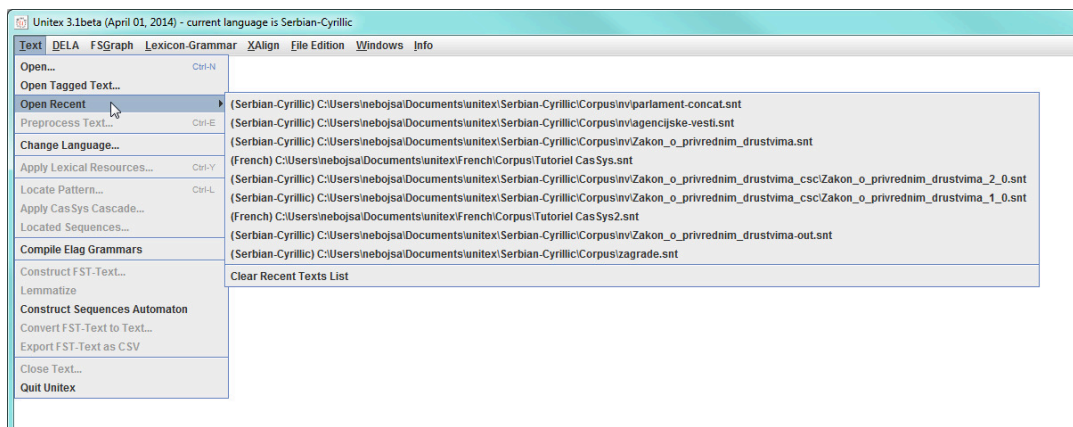 Unitex 3.1beta (April 01, 2014) - current language is Serbian-Cyrillic
Text DELA FSGraph Lexicon-Grammar XAlign File Edition Windows Info
Open... Ctrl-N
Open Tagged Text...
Open Recent
Preprocess Text... Ctrl-E
Change Language...
Apply Lexical Resources... Ctrl-Y
Locate Pattern... Ctrl-L
Apply CasSys Cascade...
Located Sequences...
Compile Elag Grammars
Construct FST-Text...
Lemmatize
Construct Sequences Automaton
Convert FST-Text to Text...
Export FST-Text as CSV
Close Text...
Quit Unitex
(Serbian-Cyrillic) C:\Users\nebojsa\Documents\unitex\Serbian-Cyrillic\Corpus\nv\parlament-concat.snt
(Serbian-Cyrillic) C:\Users\nebojsa\Documents\unitex\Serbian-Cyrillic\Corpus\nv\agencijske-vesti.snt
(Serbian-Cyrillic) C:\Users\nebojsa\Documents\unitex\Serbian-Cyrillic\Corpus\nv\Zakon_o_privrednim_drustvima.snt
(French) C:\Users\nebojsa\Documents\unitex\French\Corpus\Tutoriel CasSys.snt
(Serbian-Cyrillic) C:\Users\nebojsa\Documents\unitex\Serbian-Cyrillic\Corpus\nv\Zakon_o_privrednim_drustvima_csc\Zakon_o_privrednim_drustvima_2_0.snt
(Serbian-Cyrillic) C:\Users\nebojsa\Documents\unitex\Serbian-Cyrillic\Corpus\nv\Zakon_o_privrednim_drustvima_csc\Zakon_o_privrednim_drustvima_1_0.snt
(French) C:\Users\nebojsa\Documents\unitex\French\Corpus\Tutoriel CasSys2.snt
(Serbian-Cyrillic) C:\Users\nebojsa\Documents\unitex\Serbian-Cyrillic\Corpus\nv\Zakon_o_privrednim_drustvima-out.snt
(Serbian-Cyrillic) C:\Users\nebojsa\Documents\unitex\Serbian-Cyrillic\Corpus\zagrade.snt
Clear Recent Texts List